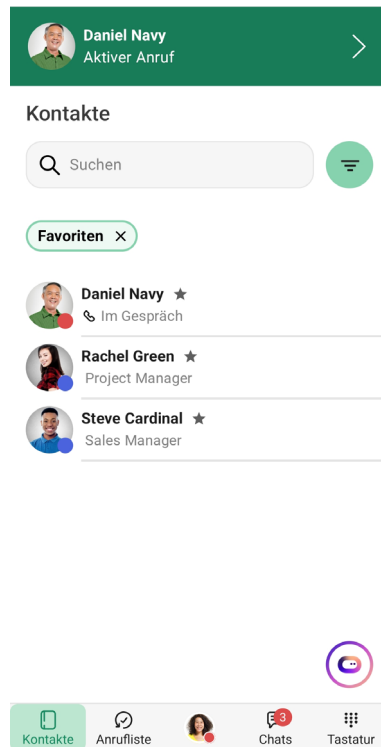 Daniel Navy
Aktiver Anruf
Kontakte
Suchen
Favoriten
Daniel Navy
Im Gespräch
Rachel Green
Project Manager
Steve Cardinal
Sales Manager
3
Kontakte
Anrufliste
Chats
Tastatur